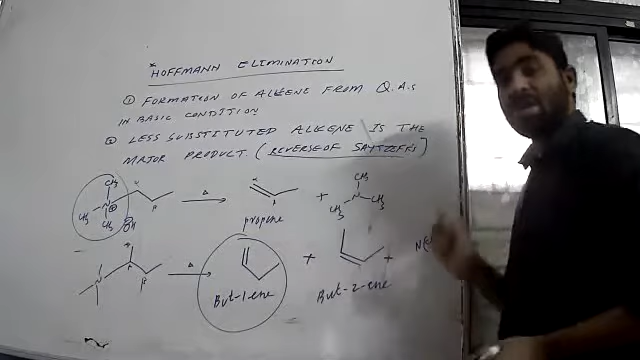 * HOFFMANN ELIMINATION
① FORMATION OF ALKENE FROM Q.A.S
IN BASIC CONDITION
② LESS SUBSTITUTED ALKENE IS THE
MAJOR PRODUCT. (REVERSE OF SAYTZEFFS)
CH3
CH3 N ⊕
CH3 OH
α
β
Δ
propene
+
CH3
N
CH3 CH3
N
α
β
Δ
But-1-ene
+
But-2-ene
+